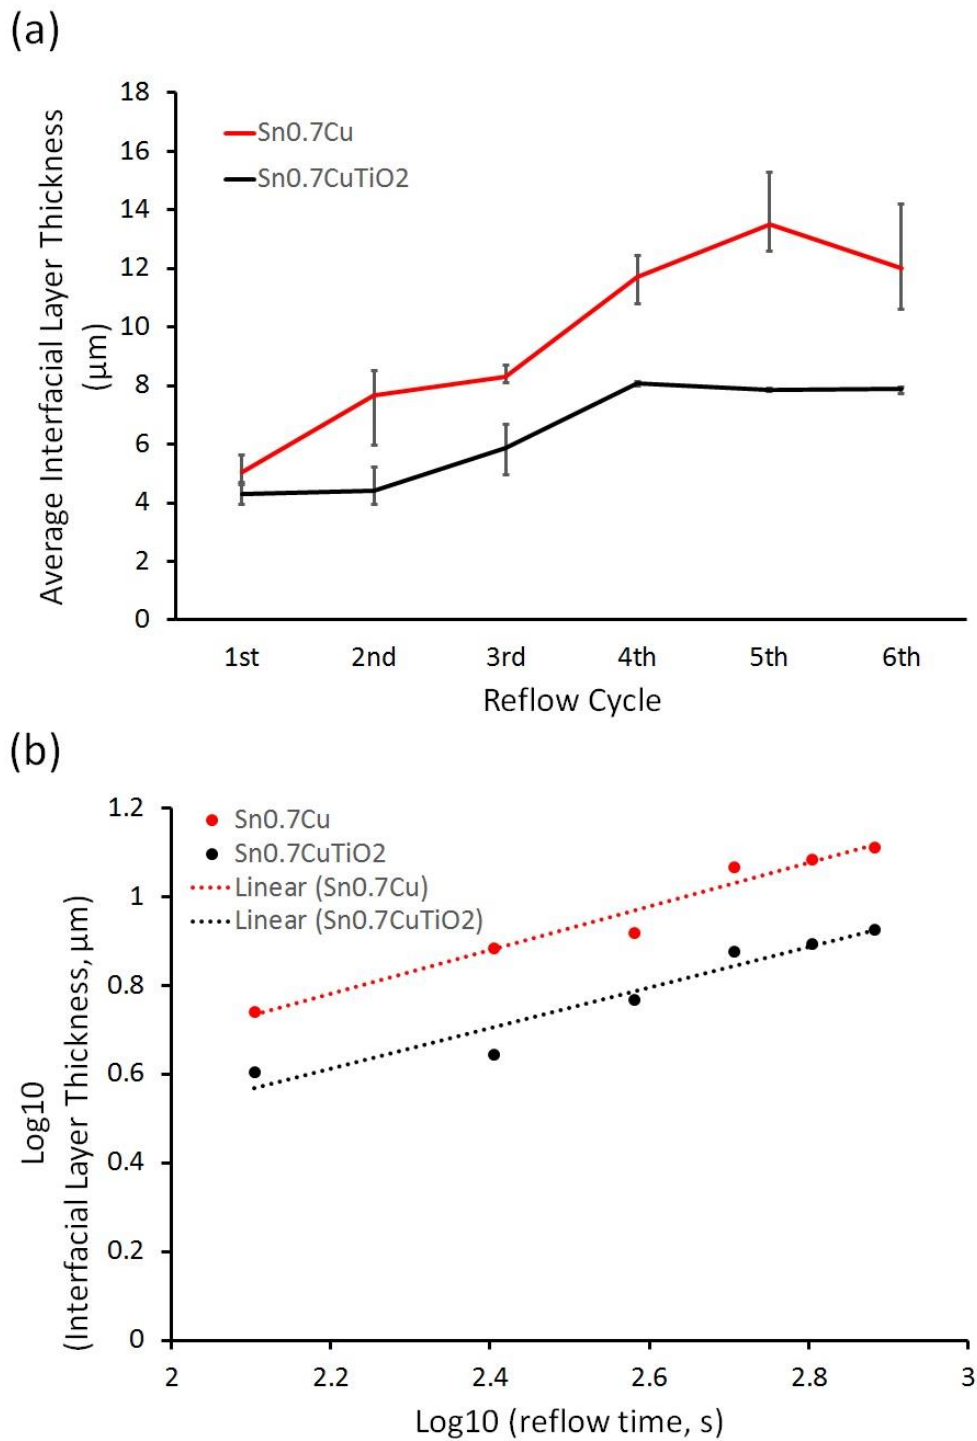 (a)
Average Interfacial Layer Thickness
(μm)
18
16
14
12
10
8
6
4
2
0
Sn0.7Cu
Sn0.7CuTiO2
1st 2nd 3rd 4th 5th 6th
Reflow Cycle
(b)
Log10
(Interfacial Layer Thickness, μm)
1.2
1
0.8
0.6
0.4
0.2
0
Sn0.7Cu
Sn0.7CuTiO2
Linear (Sn0.7Cu)
Linear (Sn0.7CuTiO2)
2 2.2 2.4 2.6 2.8 3
Log10 (reflow time, s)